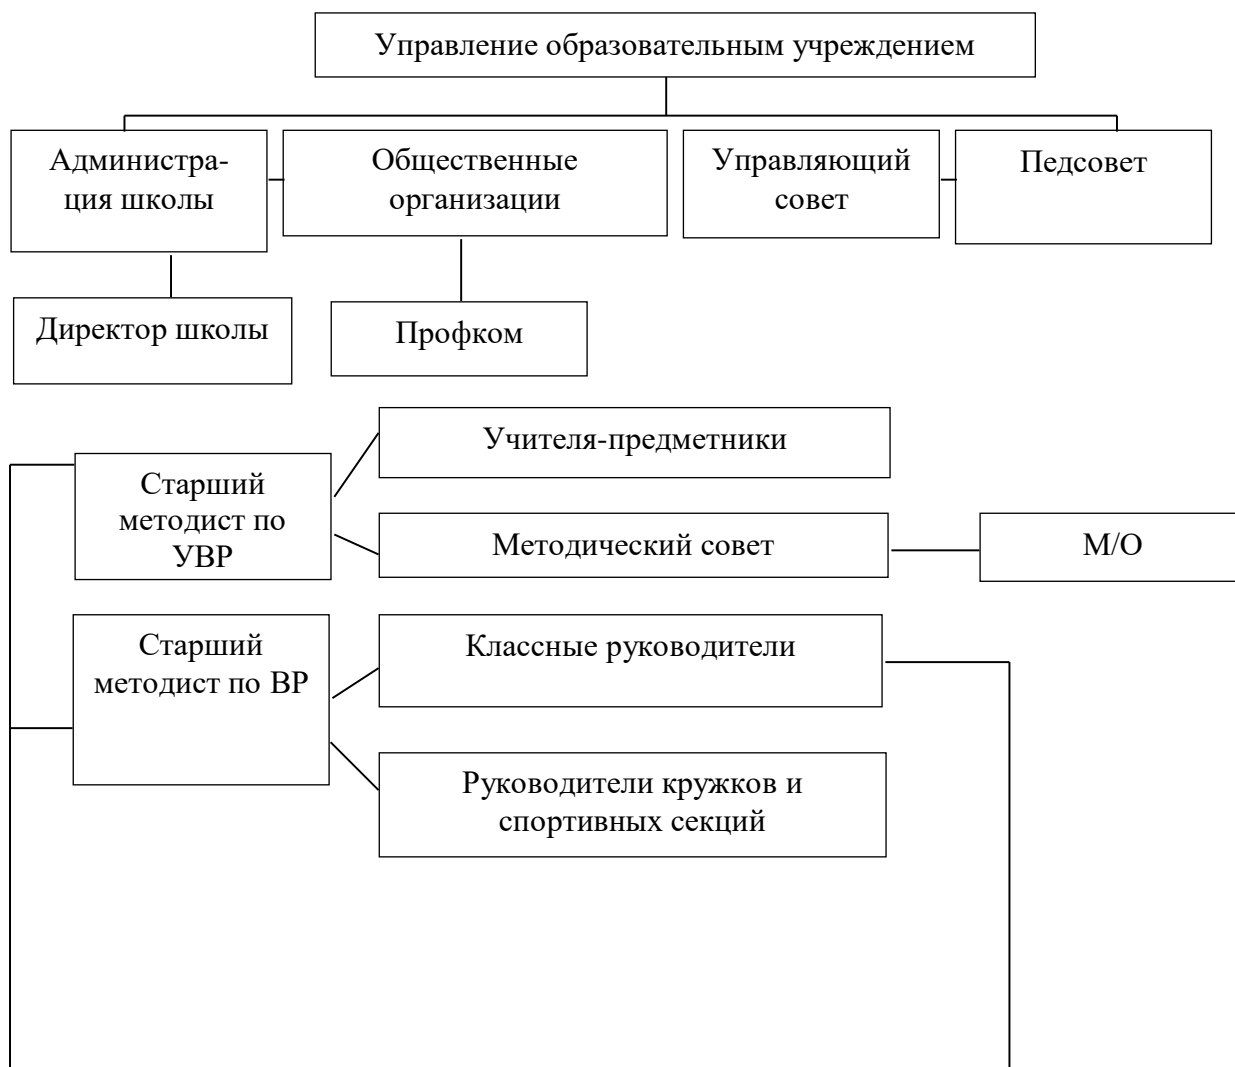 Управление образовательным учреждением
Администра-
ция школы
Общественные
организации
Управляющий
совет
Педсовет
Директор школы
Профком
Учителя-предметники
Старший
методист по
УВР
Методический совет
М/О
Старший
методист по ВР
Классные руководители
Руководители кружков и
спортивных секций